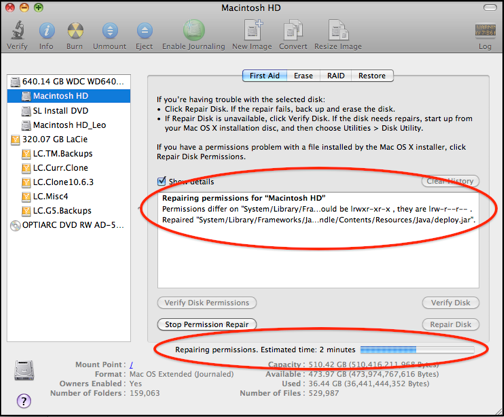 Macintosh HD
Verify Info Burn Unmount Eject Enable Journaling New Image Convert Resize Image Log
640.14 GB WDC WD640...
Macintosh HD
SL Install DVD
Macintosh HD_Leo
320.07 GB LaCie
LC.TM.Backups
LC.Curr.Clone
LC.Clone10.6.3
LC.Misc4
LC.G5.Backups
OPTIARC DVD RW AD-5...
First Aid Erase RAID Restore
If you're having trouble with the selected disk:
• Click Repair Disk. If the repair fails, back up and erase the disk.
• If Repair Disk is unavailable, click Verify Disk. If the disk needs repairs, start up from
your Mac OS X installation disc, and then choose Utilities > Disk Utility.
If you have a permissions problem with a file installed by the Mac OS X installer, click
Repair Disk Permissions.
Show details Clear History
Repairing permissions for "Macintosh HD"
Permissions differ on "System/Library/Fra...ould be lrwxr-xr-x , they are lrw-r--r-- .
Repaired "System/Library/Frameworks/Ja...ndle/Contents/Resources/Java/deploy.jar".
Verify Disk Permissions Verify Disk
Stop Permission Repair Repair Disk
Repairing permissions. Estimated time: 2 minutes
Mount Point : / Capacity : 510.42 GB (510,416,211,968 Bytes)
Format : Mac OS Extended (Journaled) Available : 473.97 GB (473,974,767,616 Bytes)
Owners Enabled : Yes Used : 36.44 GB (36,441,444,352 Bytes)
Number of Folders : 159,063 Number of Files : 529,987
?